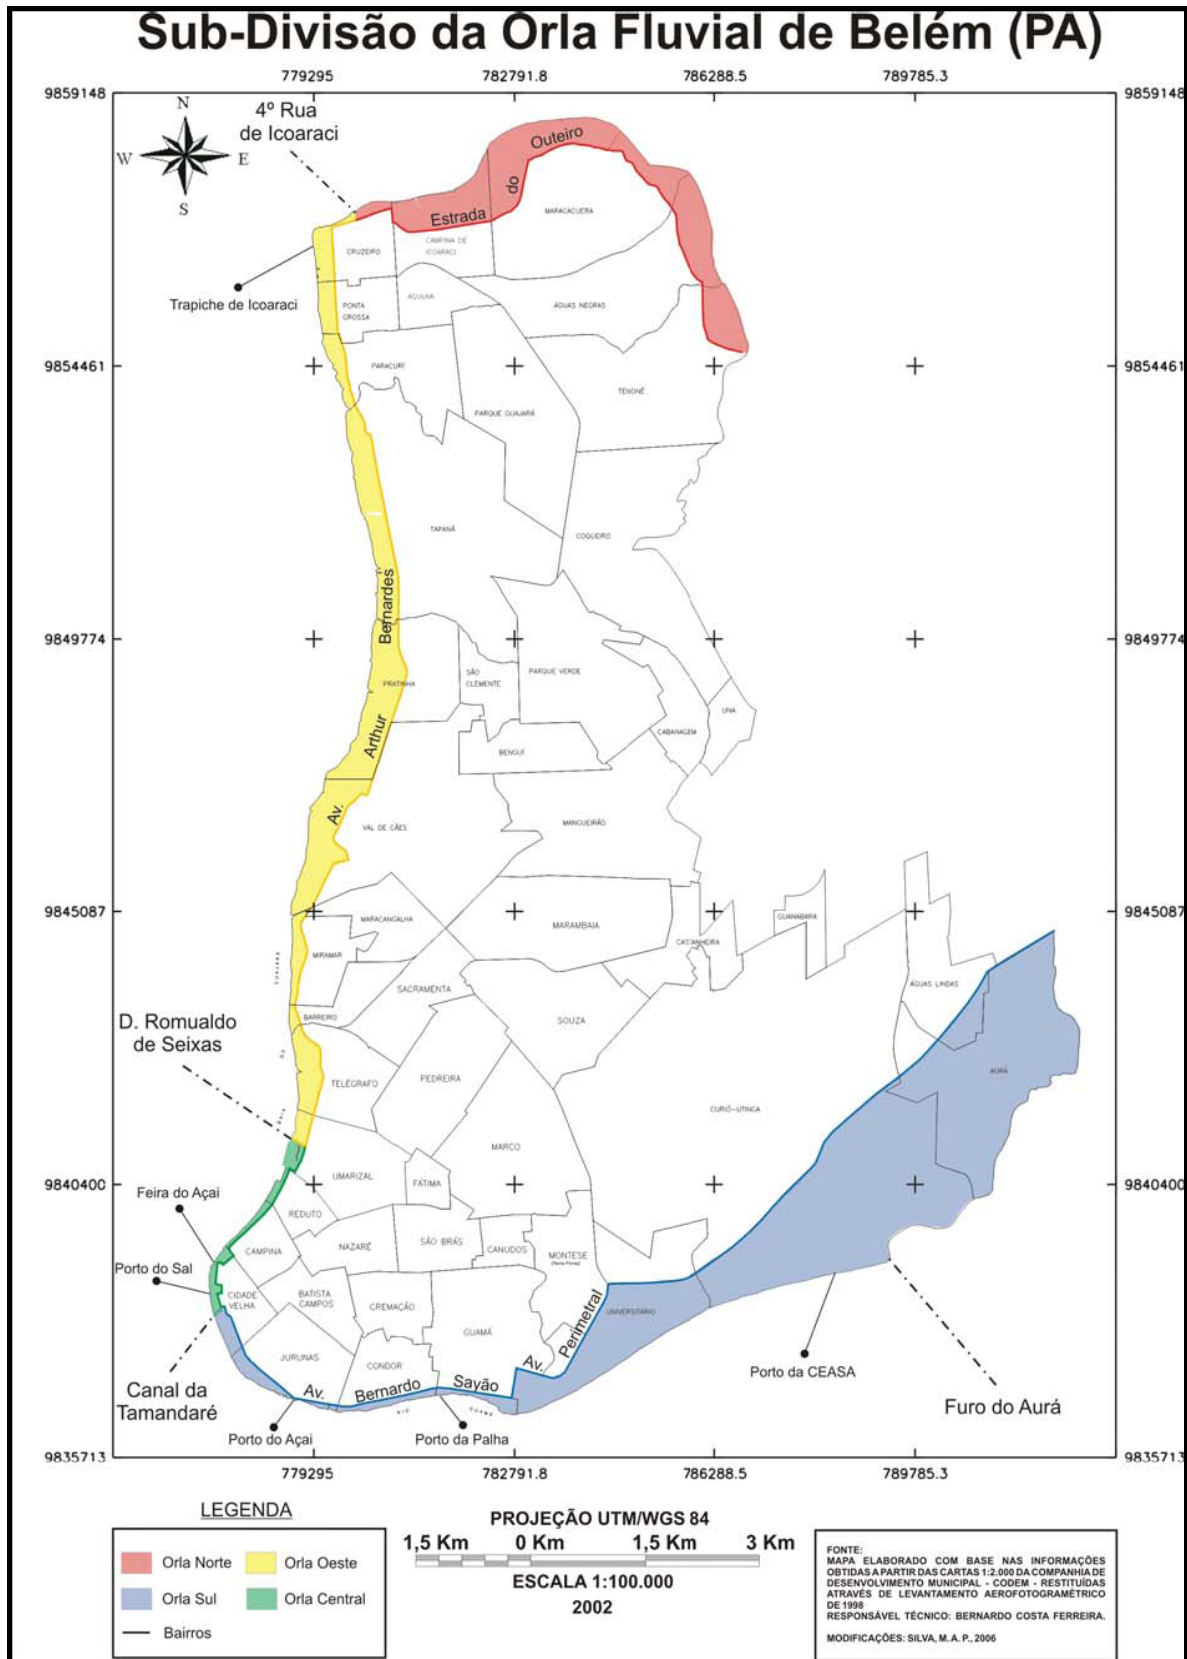 Sub-Divisão da Orla Fluvial de Belém (PA)
779295 782791.8 786288.5 789785.3
9859148 9859148
N
W E
S
4º Rua
de Icoaraci
Outeiro
do
Estrada
MARACACUERA
CRUZEIRO
CAMPINA DE
ICOARACI
Trapiche de Icoaraci
PONTA
GROSSA
AGULHA
ÁGUAS NEGRAS
9854461 9854461
PARACURÍ
TENONÉ
PARQUE GUAJARÁ
TAPANÃ
COQUEIRO
Bernardes
9849774 9849774
PRATINHA
SÃO
CLEMENTE
PARQUE VERDE
UNA
CABANAGEM
Arthur
BENGUÍ
Av.
VAL DE CÃES
MANGUEIRÃO
9845087 9845087
MARACANGALHA
MARAMBAIA
GUANABARA
CASTANHEIRA
MIRAMAR
SACRAMENTA
ÁGUAS LINDAS
BARREIRO
SOUZA
D. Romualdo
de Seixas
TELÉGRAFO
PEDREIRA
AURÁ
CURIÓ-UTINGA
MARCO
UMARIZAL
FÁTIMA
9840400 9840400
Feira do Açai
REDUTO
CAMPINA
NAZARÉ
SÃO BRÁS
CANUDOS
MONTESE
(Terra Firme)
Porto do Sal
CIDADE
VELHA
BATISTA
CAMPOS
CREMAÇÃO
GUAMÁ
UNIVERSITÁRIO
Perimetral
JURUNAS
CONDOR
Av.
Porto da CEASA
Canal da
Tamandaré
Av.
Bernardo
Sayão
RIO GUAMÁ
Furo do Aurá
Porto do Açai
Porto da Palha
9835713 9835713
779295 782791.8 786288.5 789785.3
LEGENDA
Orla Norte
Orla Oeste
Orla Sul
Orla Central
Bairros
PROJEÇÃO UTM/WGS 84
1,5 Km 0 Km 1,5 Km 3 Km
ESCALA 1:100.000
2002
FONTE:
MAPA ELABORADO COM BASE NAS INFORMAÇÕES
OBTIDAS A PARTIR DAS CARTAS 1:2.000 DA COMPANHIA DE
DESENVOLVIMENTO MUNICIPAL - CODEM - RESTITUÍDAS
ATRAVÉS DE LEVANTAMENTO AEROFOTOGRAMÉTRICO
DE 1998
RESPONSÁVEL TÉCNICO: BERNARDO COSTA FERREIRA.
MODIFICAÇÕES: SILVA, M. A. P., 2006